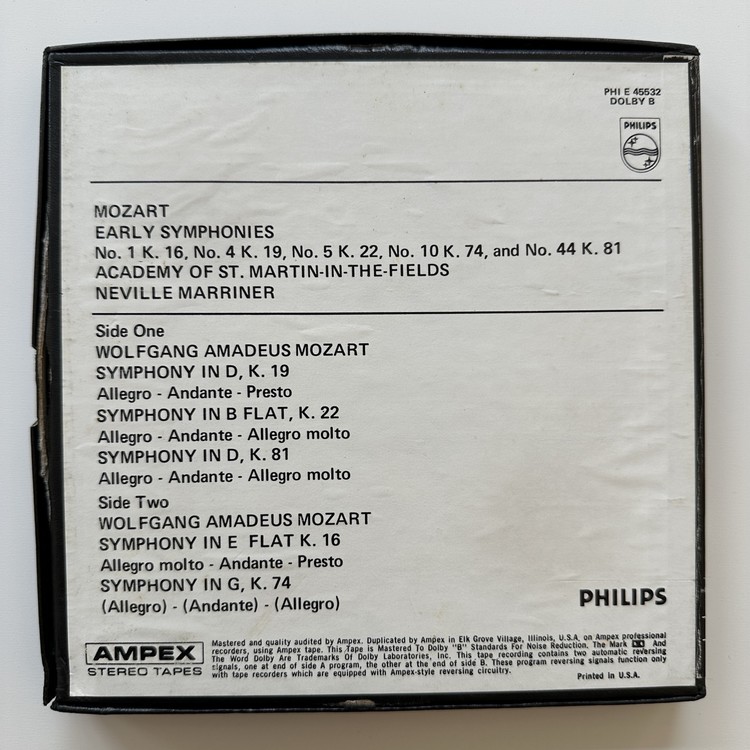 PHI E 45532
DOLBY B
PHILIPS
MOZART
EARLY SYMPHONIES
No. 1 K. 16, No. 4 K. 19, No. 5 K. 22, No. 10 K. 74, and No. 44 K. 81
ACADEMY OF ST. MARTIN-IN-THE-FIELDS
NEVILLE MARRINER
Side One
WOLFGANG AMADEUS MOZART
SYMPHONY IN D, K. 19
Allegro - Andante - Presto
SYMPHONY IN B FLAT, K. 22
Allegro - Andante - Allegro molto
SYMPHONY IN D, K. 81
Allegro - Andante - Allegro molto
Side Two
WOLFGANG AMADEUS MOZART
SYMPHONY IN E FLAT K. 16
Allegro molto - Andante - Presto
SYMPHONY IN G, K. 74
(Allegro) - (Andante) - (Allegro)
PHILIPS
AMPEX
STEREO TAPES
Mastered and quality audited by Ampex. Duplicated by Ampex in Elk Grove Village, Illinois, U.S.A. on Ampex professional
recorders, using Ampex tape. This Tape is Mastered To Dolby "B" Standards For Noise Reduction. The Mark And
The Word Dolby Are Trademarks Of Dolby Laboratories, Inc. This tape recording contains two automatic reversing
signals, one at end of side A program, the other at the end of side B. These program reversing signals function only
with tape recorders which are equipped with Ampex-style reversing circuitry.
Printed in U.S.A.